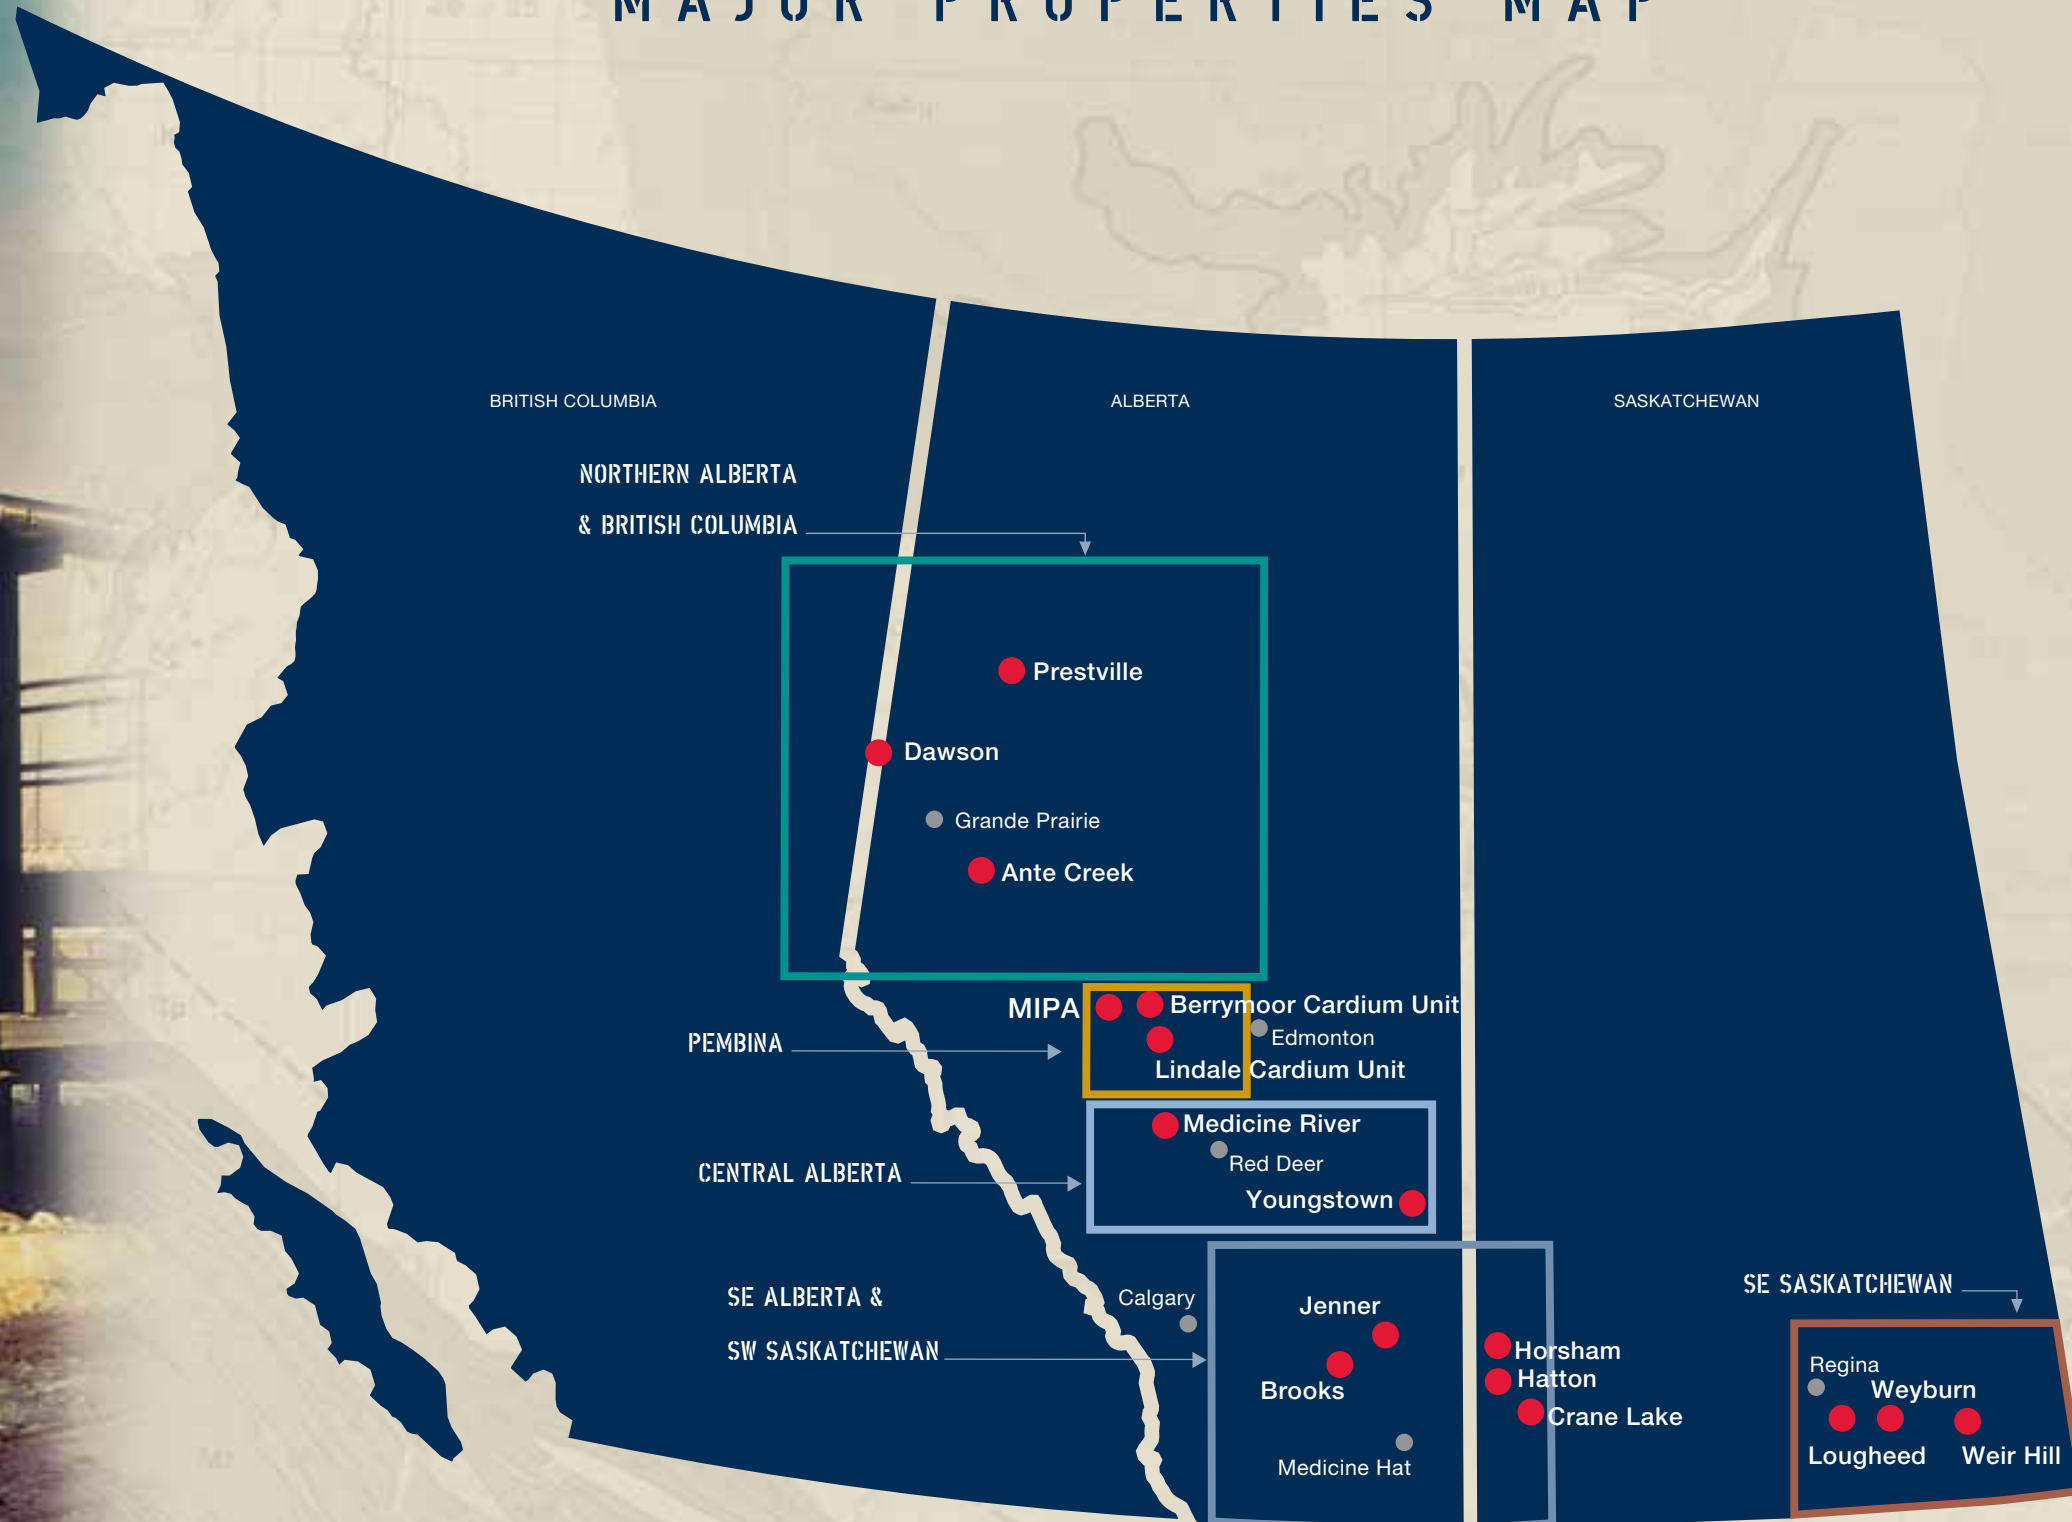 MAJOR PROPERTIES MAP
BRITISH COLUMBIA
ALBERTA
SASKATCHEWAN
NORTHERN ALBERTA
& BRITISH COLUMBIA
Prestville
Dawson
Grande Prairie
Ante Creek
MIPA
Berrymoor Cardium Unit
Edmonton
PEMBINA
Lindale Cardium Unit
Medicine River
Red Deer
CENTRAL ALBERTA
Youngstown
SE ALBERTA &
SW SASKATCHEWAN
Calgary
Jenner
Brooks
Medicine Hat
Horsham
Hatton
Crane Lake
SE SASKATCHEWAN
Regina
Weyburn
Lougheed
Weir Hill